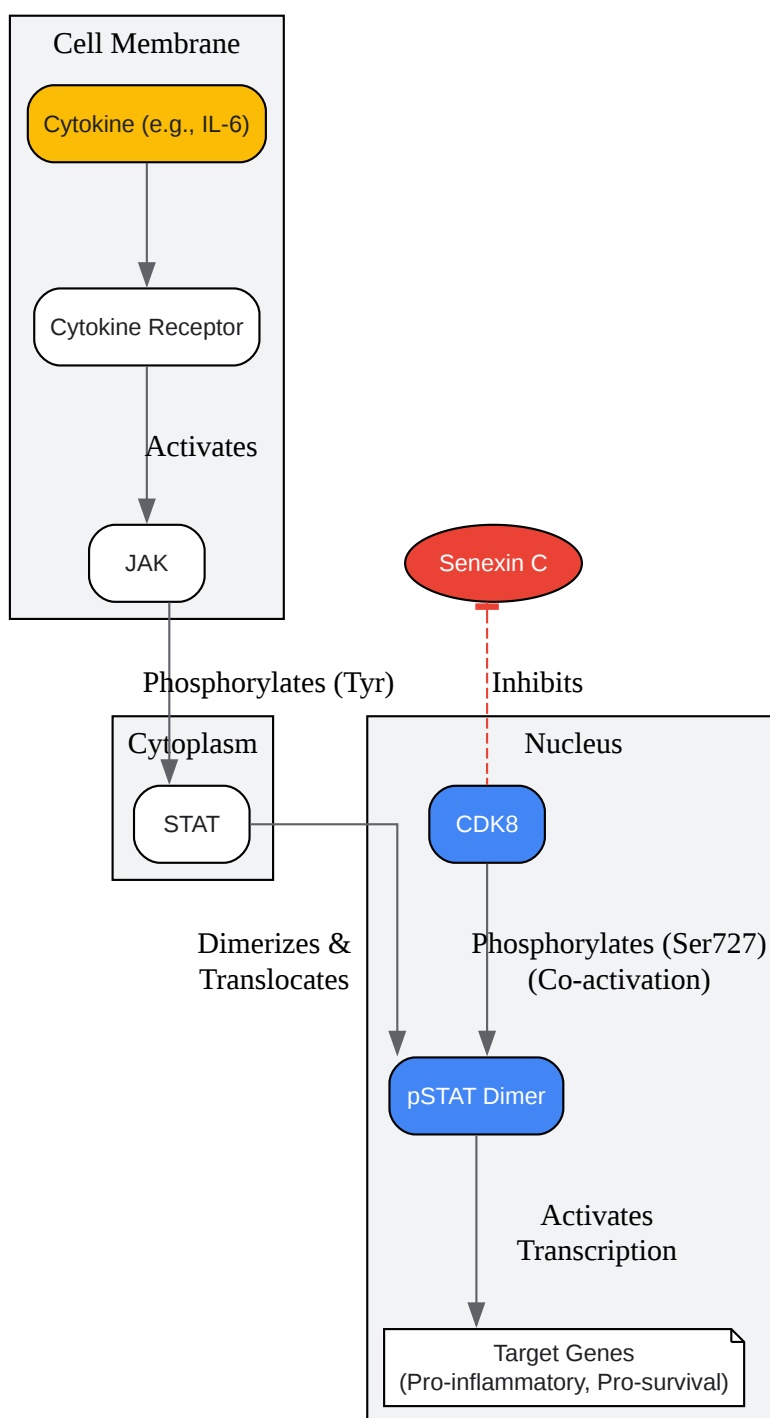 Cell Membrane
Cytokine (e.g., IL-6)
Cytokine Receptor
Activates
JAK
Senexin C
Phosphorylates (Tyr)
Inhibits
Cytoplasm
Nucleus
STAT
CDK8
Dimerizes &
Translocates
Phosphorylates (Ser727)
(Co-activation)
pSTAT Dimer
Activates
Transcription
Target Genes
(Pro-inflammatory, Pro-survival)